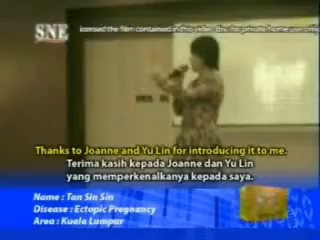 SNE
icensed the film contained in this video disc for private home use only
Thanks to Joanne and Yu Lin for introducing it to me.
Terima kasih kepada Joanne dan Yu Lin
yang memperkenalkanya kepada saya.
Name : Tan Sin Sin
Disease : Ectopic Pregnancy
Area : Kuala Lumpur